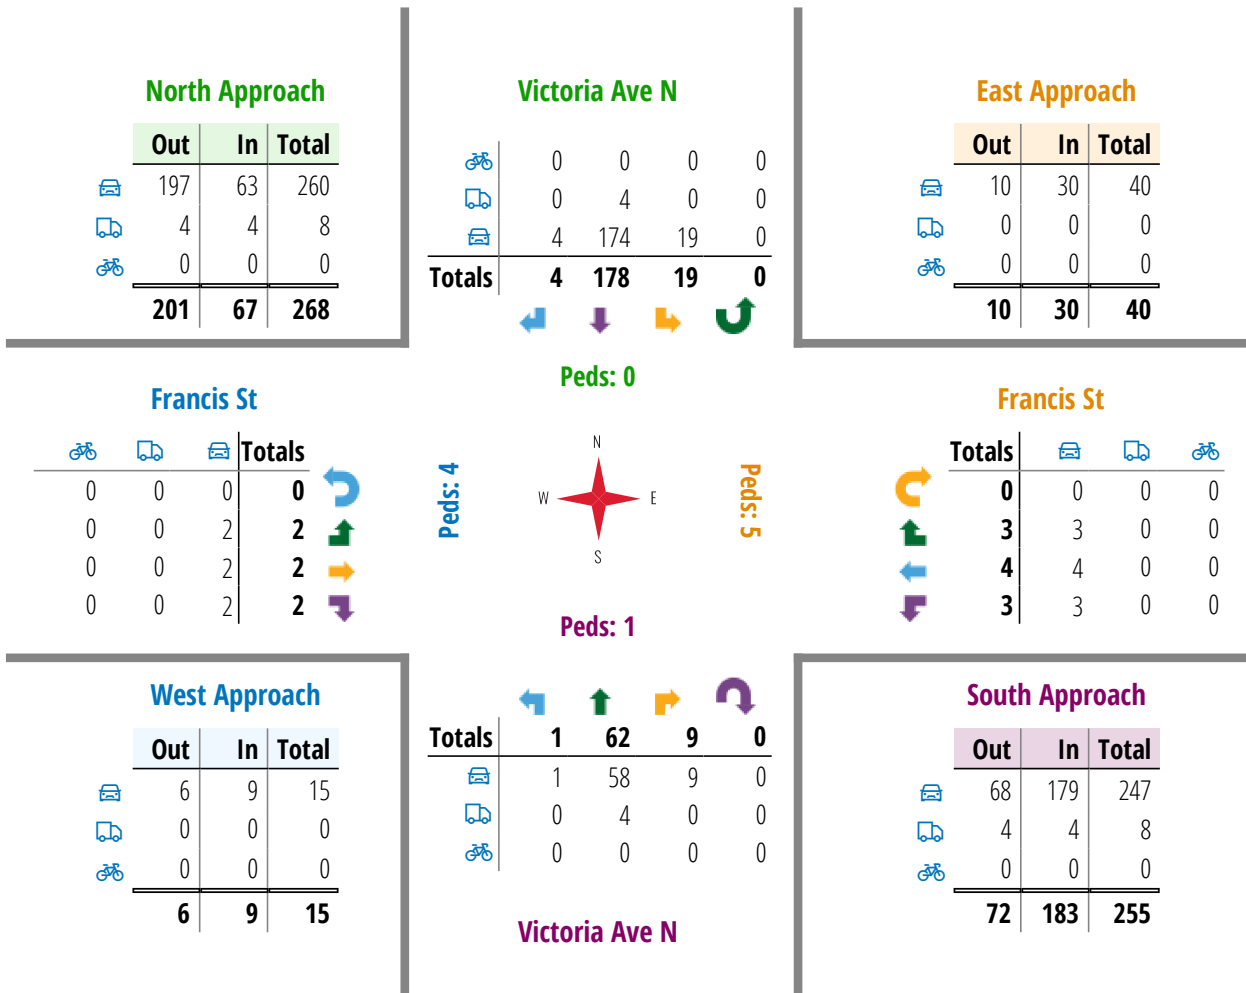 North Approach
Out In Total
197 63 260
4 4 8
0 0 0
201 67 268
Victoria Ave N
0 0 0 0
0 4 0 0
4 174 19 0
Totals 4 178 19 0
East Approach
Out In Total
10 30 40
0 0 0
0 0 0
10 30 40
Francis St
Totals
0 0 0 0
0 0 2 2
0 0 2 2
0 0 2 2
Peds: 0
Peds: 4
N
W E
S
Peds: 5
Peds: 1
Francis St
Totals
0 0 0 0
3 3 0 0
4 4 0 0
3 3 0 0
West Approach
Out In Total
6 9 15
0 0 0
0 0 0
6 9 15
Totals 1 62 9 0
1 58 9 0
0 4 0 0
0 0 0 0
Victoria Ave N
South Approach
Out In Total
68 179 247
4 4 8
0 0 0
72 183 255